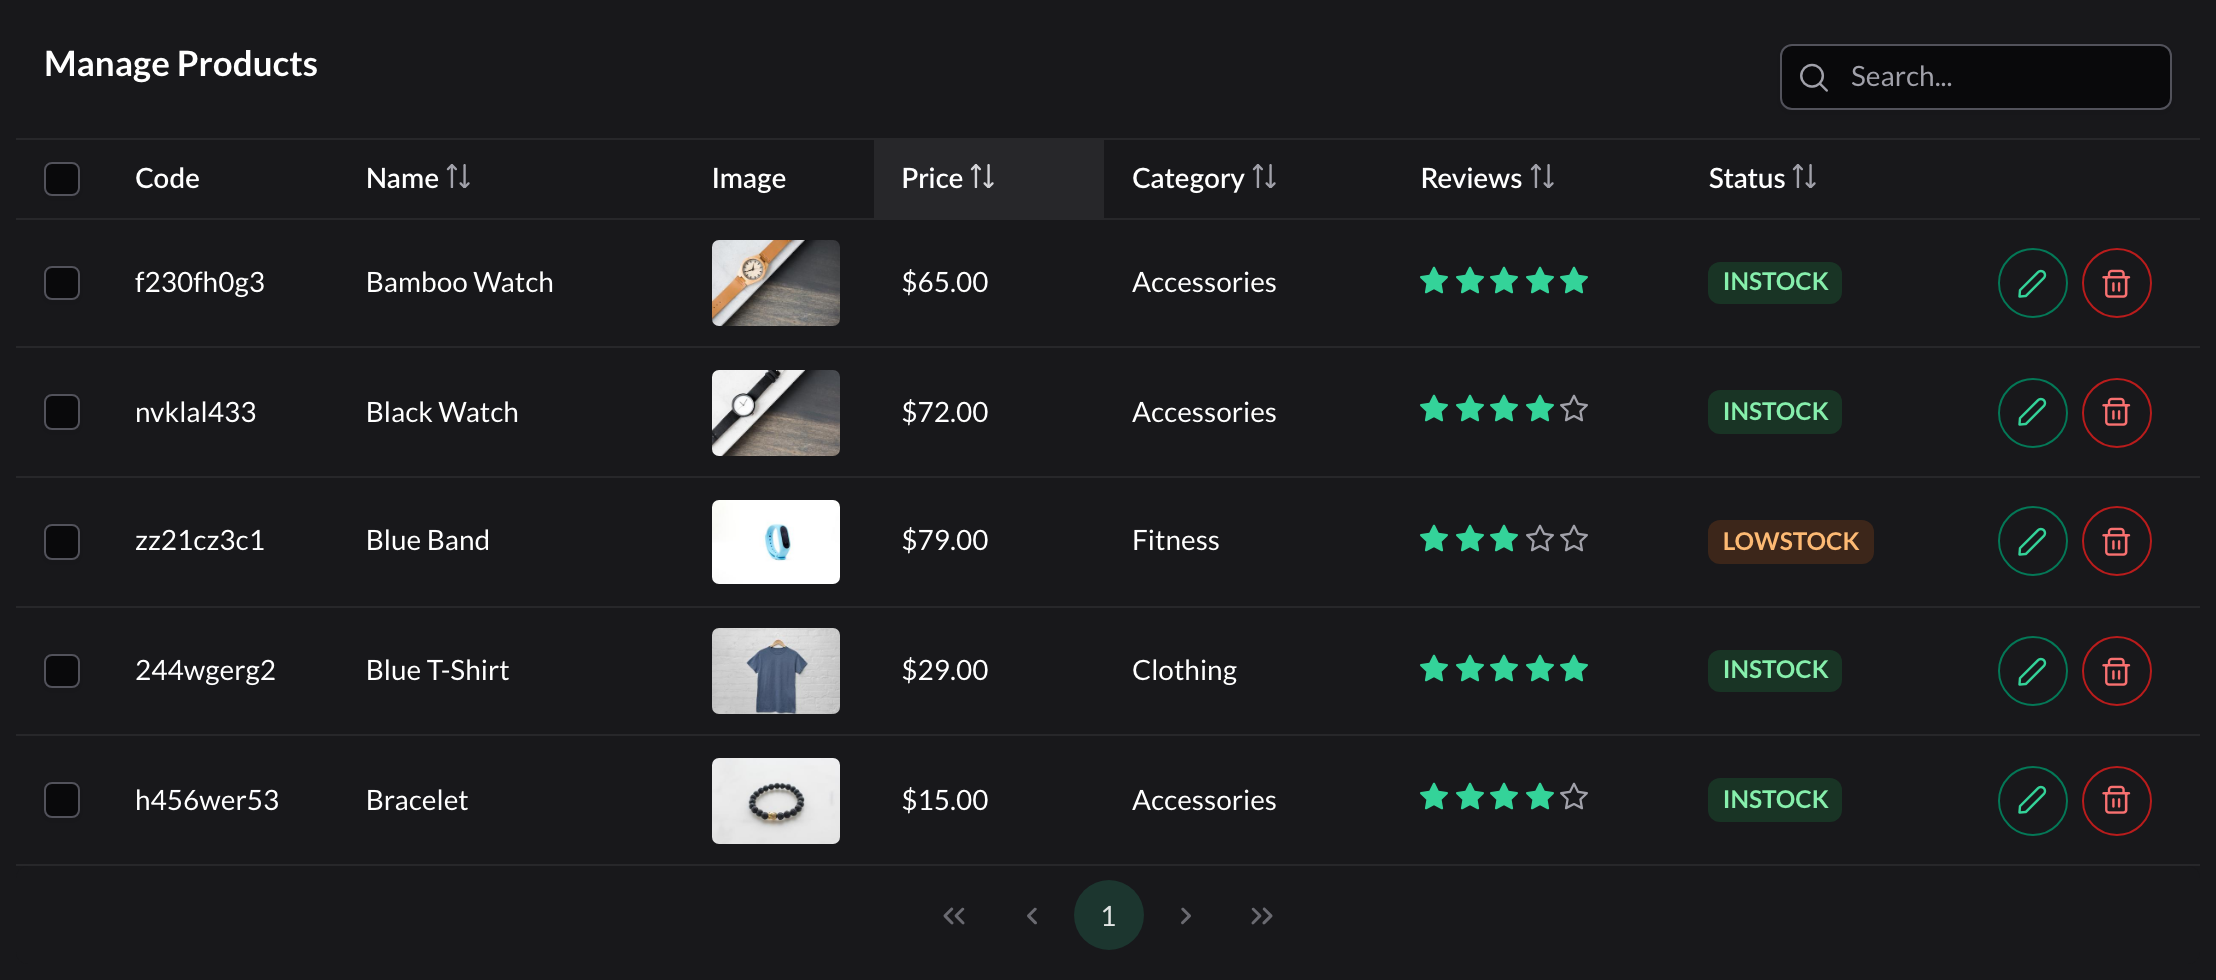 Manage Products
Search...
Code Name Image Price Category Reviews Status
f230fh0g3 Bamboo Watch $65.00 Accessories INSTOCK
nvklal433 Black Watch $72.00 Accessories INSTOCK
zz21cz3c1 Blue Band $79.00 Fitness LOWSTOCK
244wgerg2 Blue T-Shirt $29.00 Clothing INSTOCK
h456wer53 Bracelet $15.00 Accessories INSTOCK
1